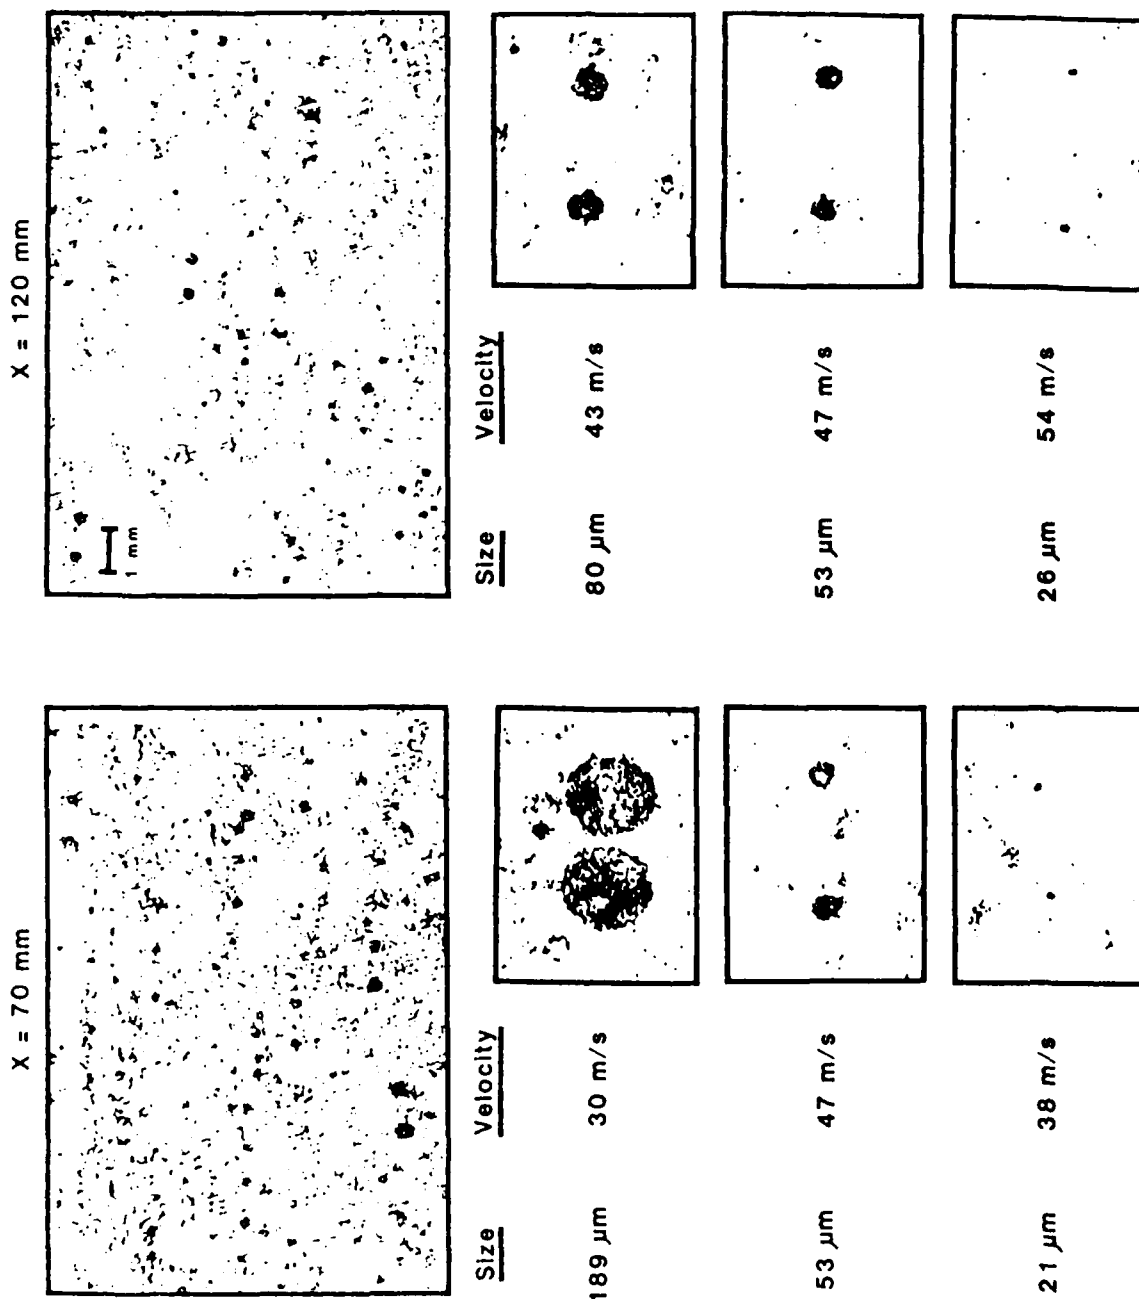 X = 70 mm
Size Velocity
189 µm 30 m/s
53 µm 47 m/s
21 µm 38 m/s
X = 120 mm
1 mm
Size Velocity
80 µm 43 m/s
53 µm 47 m/s
26 µm 54 m/s